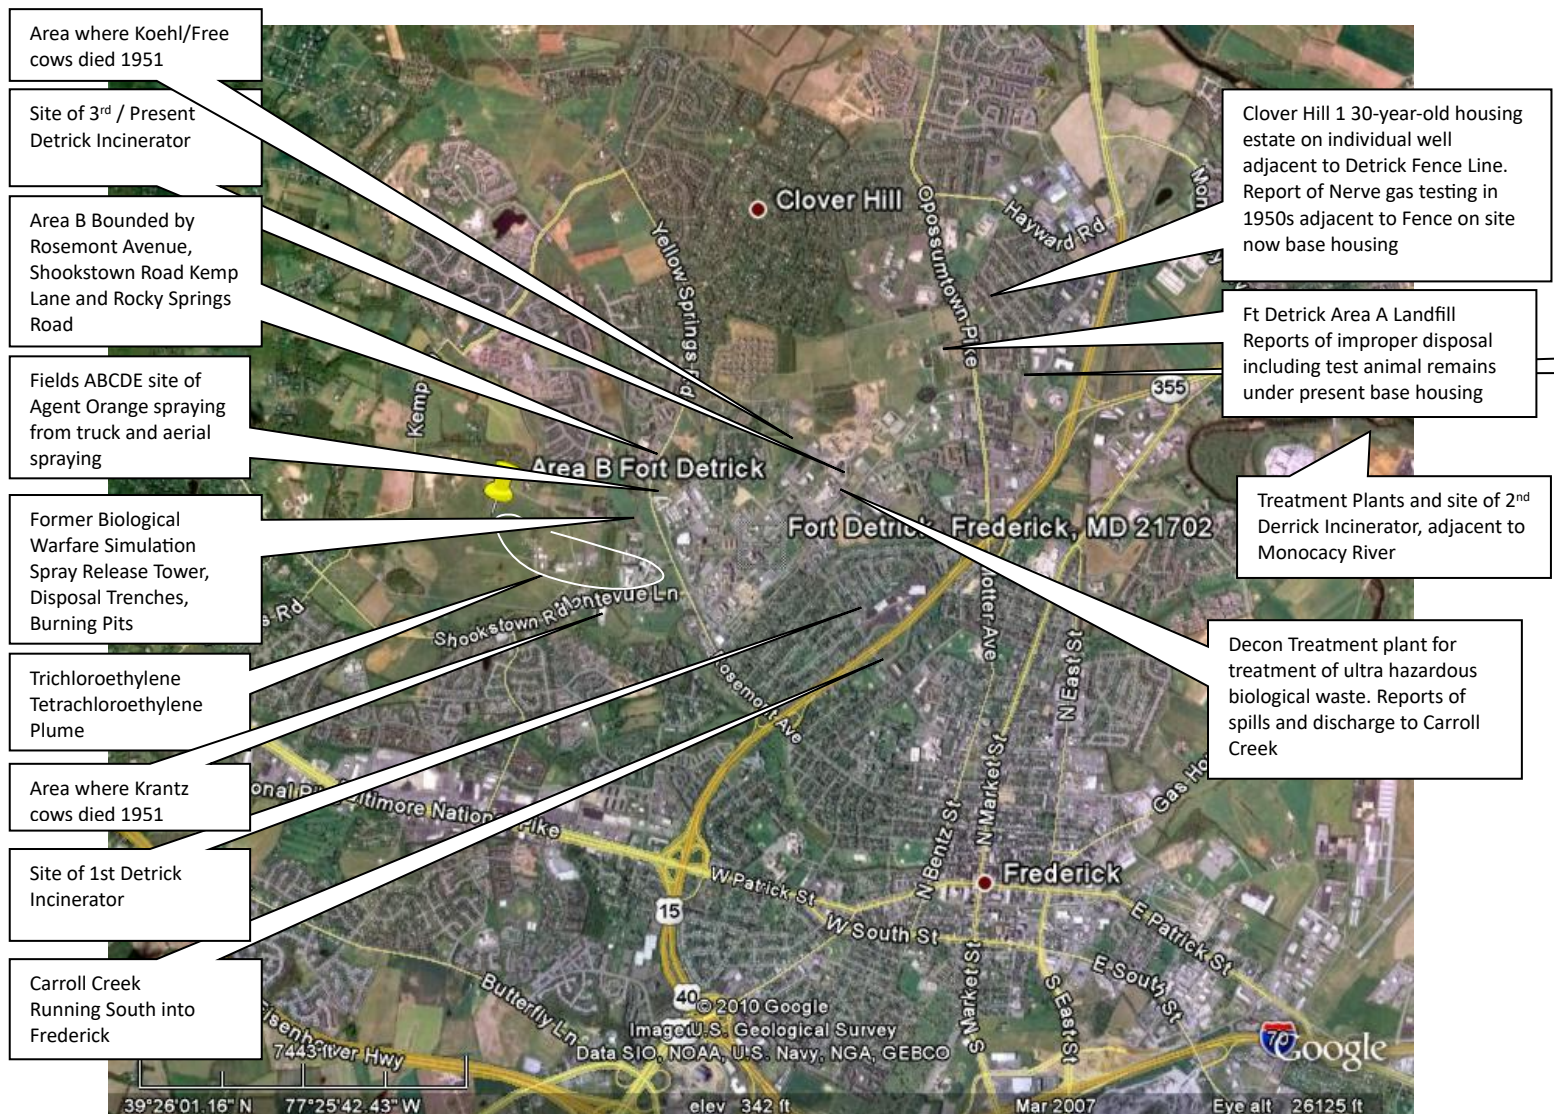 Area where Koehl/Free
cows died 1951
Site of 3rd / Present
Detrick Incinerator
Area B Bounded by
Rosemont Avenue,
Shookstown Road Kemp
Lane and Rocky Springs
Road
Fields ABCDE site of
Agent Orange spraying
from truck and aerial
spraying
Former Biological
Warfare Simulation
Spray Release Tower,
Disposal Trenches,
Burning Pits
Trichloroethylene
Tetrachloroethylene
Plume
Area where Krantz
cows died 1951
Site of 1st Detrick
Incinerator
Carroll Creek
Running South into
Frederick
Clover Hill 1 30-year-old housing
estate on individual well
adjacent to Detrick Fence Line.
Report of Nerve gas testing in
1950s adjacent to Fence on site
now base housing
Ft Detrick Area A Landfill
Reports of improper disposal
including test animal remains
under present base housing
Treatment Plants and site of 2nd
Derrick Incinerator, adjacent to
Monocacy River
Decon Treatment plant for
treatment of ultra hazardous
biological waste. Reports of
spills and discharge to Carroll
Creek
Clover Hill
Opossumtown Pike
Hayward Rd
Yellow Springs Rd
Kemp
355
Area B Fort Detrick
Fort Detrick, Frederick, MD 21702
Montevue Ln
Shookstown Rd
Rosemont Ave
Motter Ave
N East St
N Market St
N Bentz St
Baltimore National Pike
W Patrick St
Frederick
15
W South St
E Patrick St
E South St
S Market St
S East St
Butterfly Ln
Eisenhower Hwy
40
70
© 2010 Google
Image U.S. Geological Survey
Data SIO, NOAA, U.S. Navy, NGA, GEBCO
Google
7443 ft
39°26'01.16" N 77°25'42.43" W elev 342 ft Mar 2007 Eye alt 26125 ft